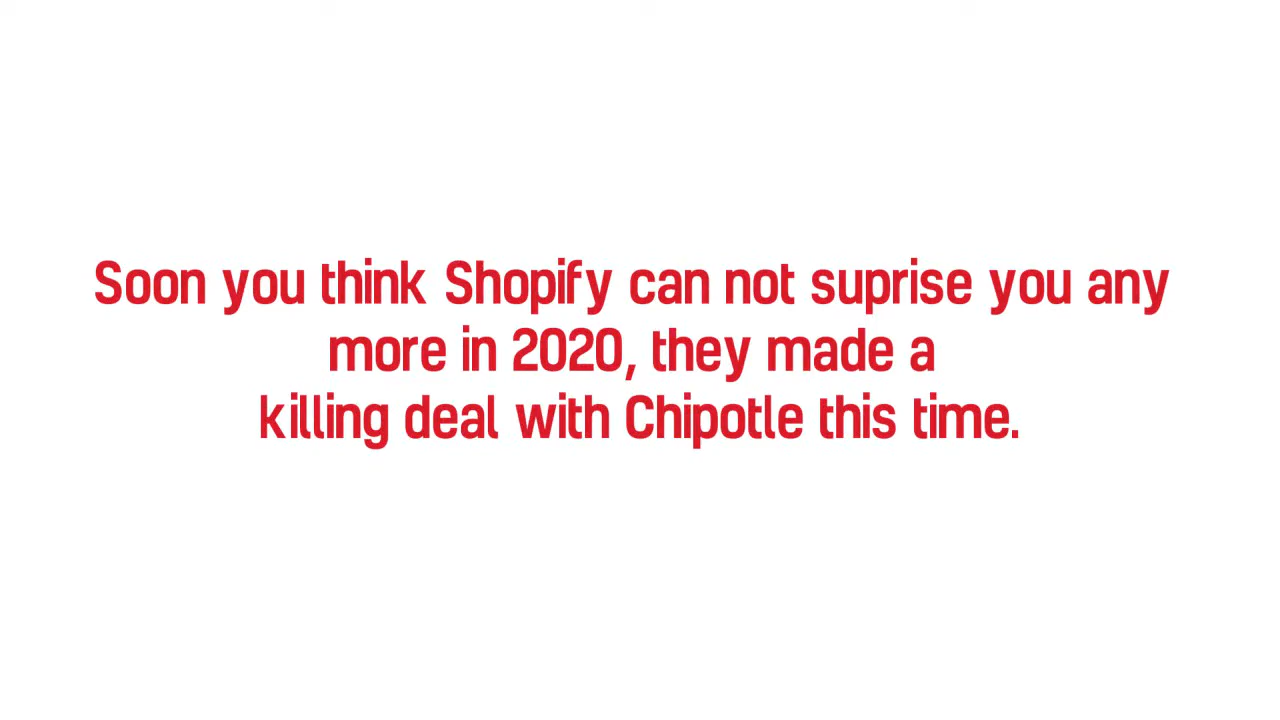 Soon you think Shopify can not suprise you any
more in 2020, they made a
killing deal with Chipotle this time.